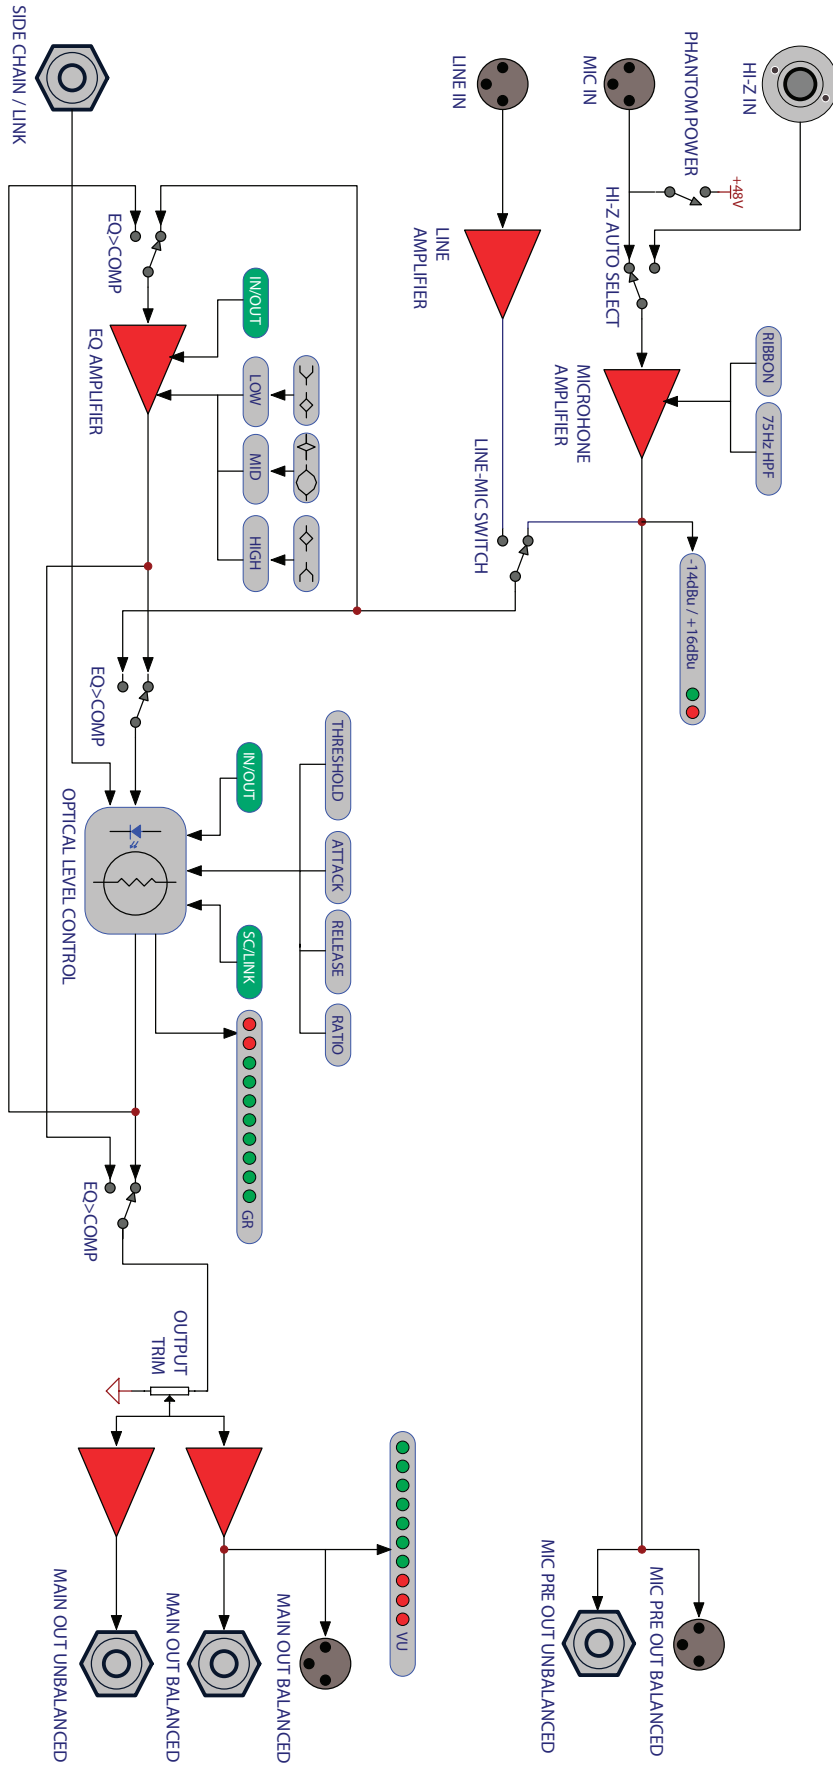 HI-Z IN
PHANTOM POWER
+48V
MIC IN
HI-Z AUTO SELECT
RIBBON
75Hz HPF
MICROHONE
AMPLIFIER
-14dBu / +16dBu
MIC PRE OUT BALANCED
MIC PRE OUT UNBALANCED
LINE IN
LINE
AMPLIFIER
LINE-MIC SWITCH
SIDE CHAIN / LINK
EQ>COMP
IN/OUT
LOW
MID
HIGH
EQ AMPLIFIER
EQ>COMP
THRESHOLD
ATTACK
RELEASE
RATIO
IN/OUT
SC/LINK
OPTICAL LEVEL CONTROL
GR
EQ>COMP
OUTPUT
TRIM
VU
MAIN OUT BALANCED
MAIN OUT BALANCED
MAIN OUT UNBALANCED